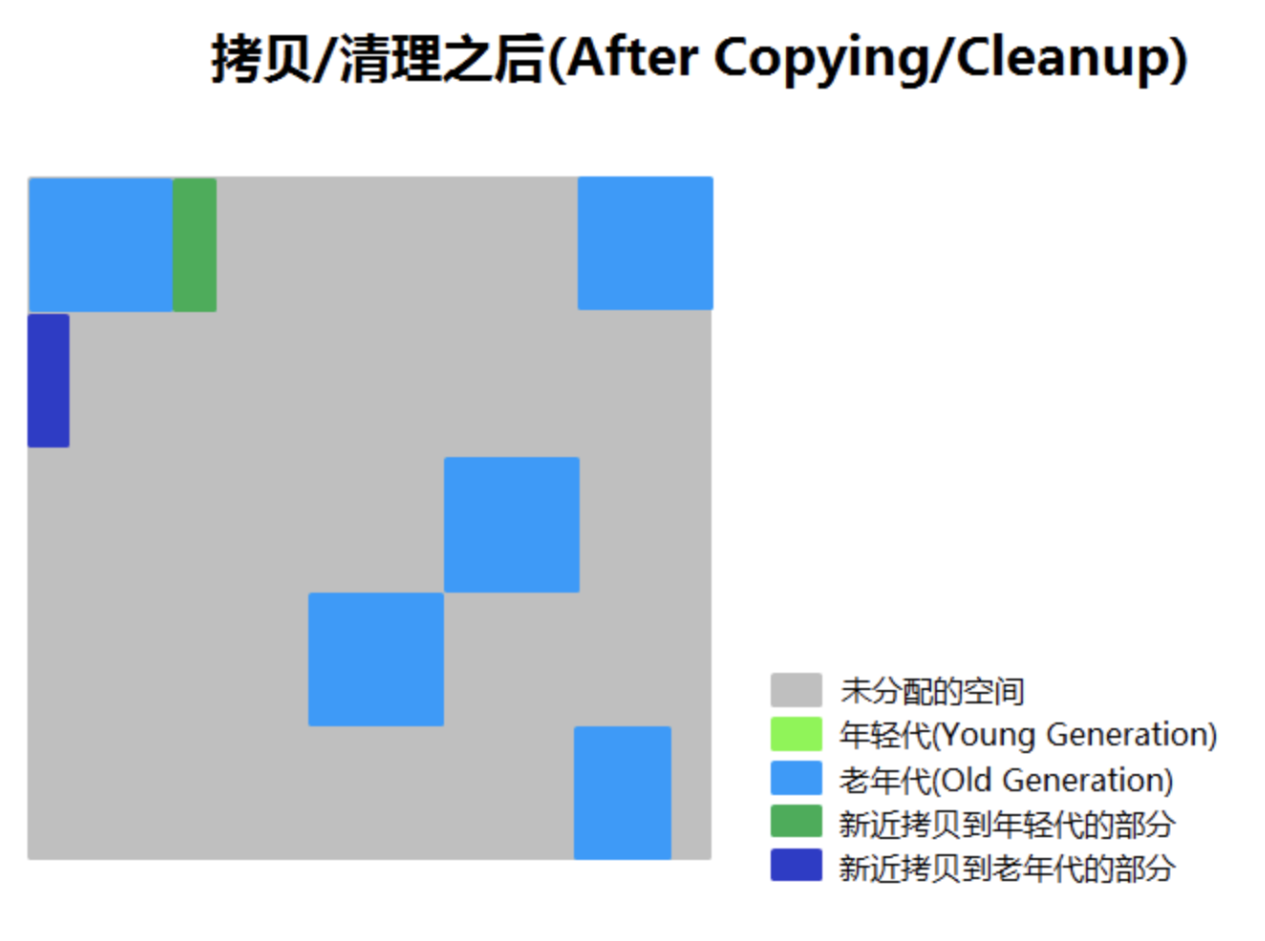 拷贝/清理之后(After Copying/Cleanup)
未分配的空间
年轻代(Young Generation)
老年代(Old Generation)
新近拷贝到年轻代的部分
新近拷贝到老年代的部分